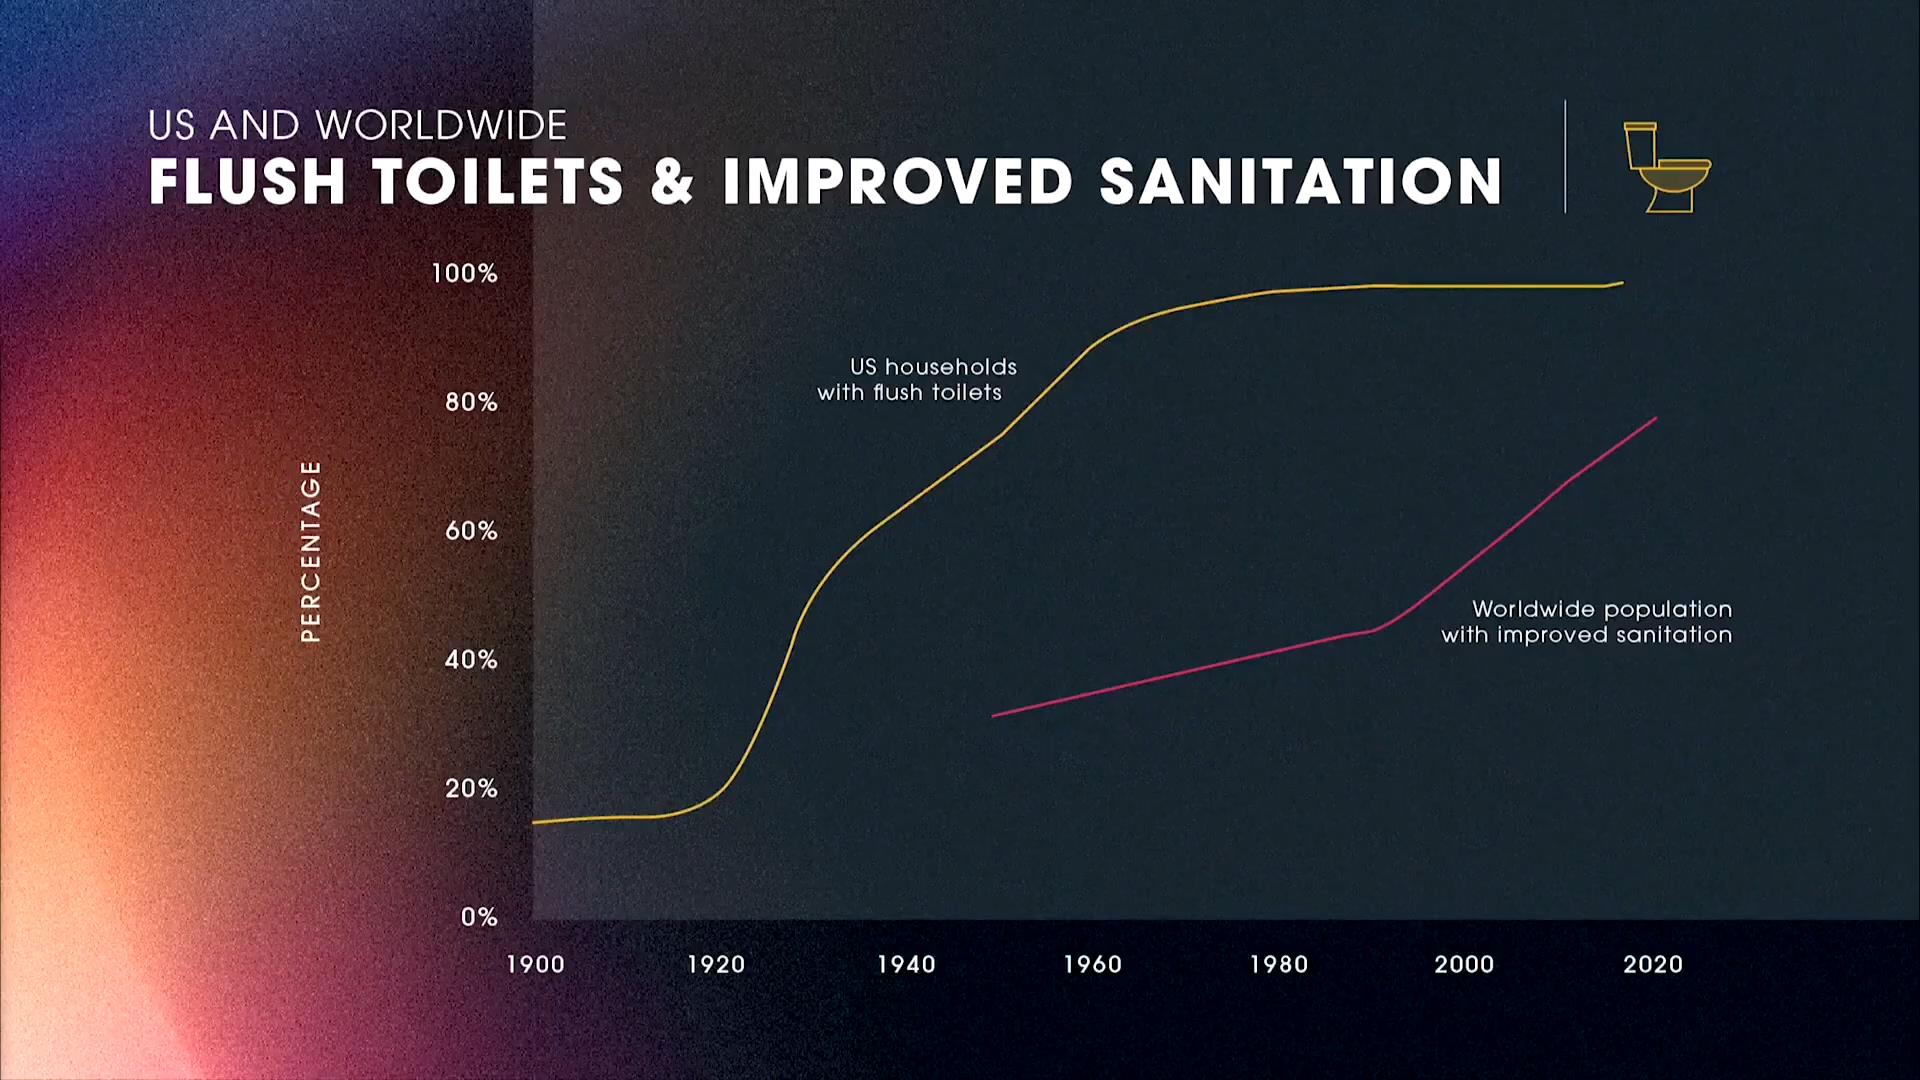 US AND WORLDWIDE
FLUSH TOILETS & IMPROVED SANITATION
100%
80%
60%
40%
20%
0%
PERCENTAGE
US households
with flush toilets
Worldwide population
with improved sanitation
1900
1920
1940
1960
1980
2000
2020